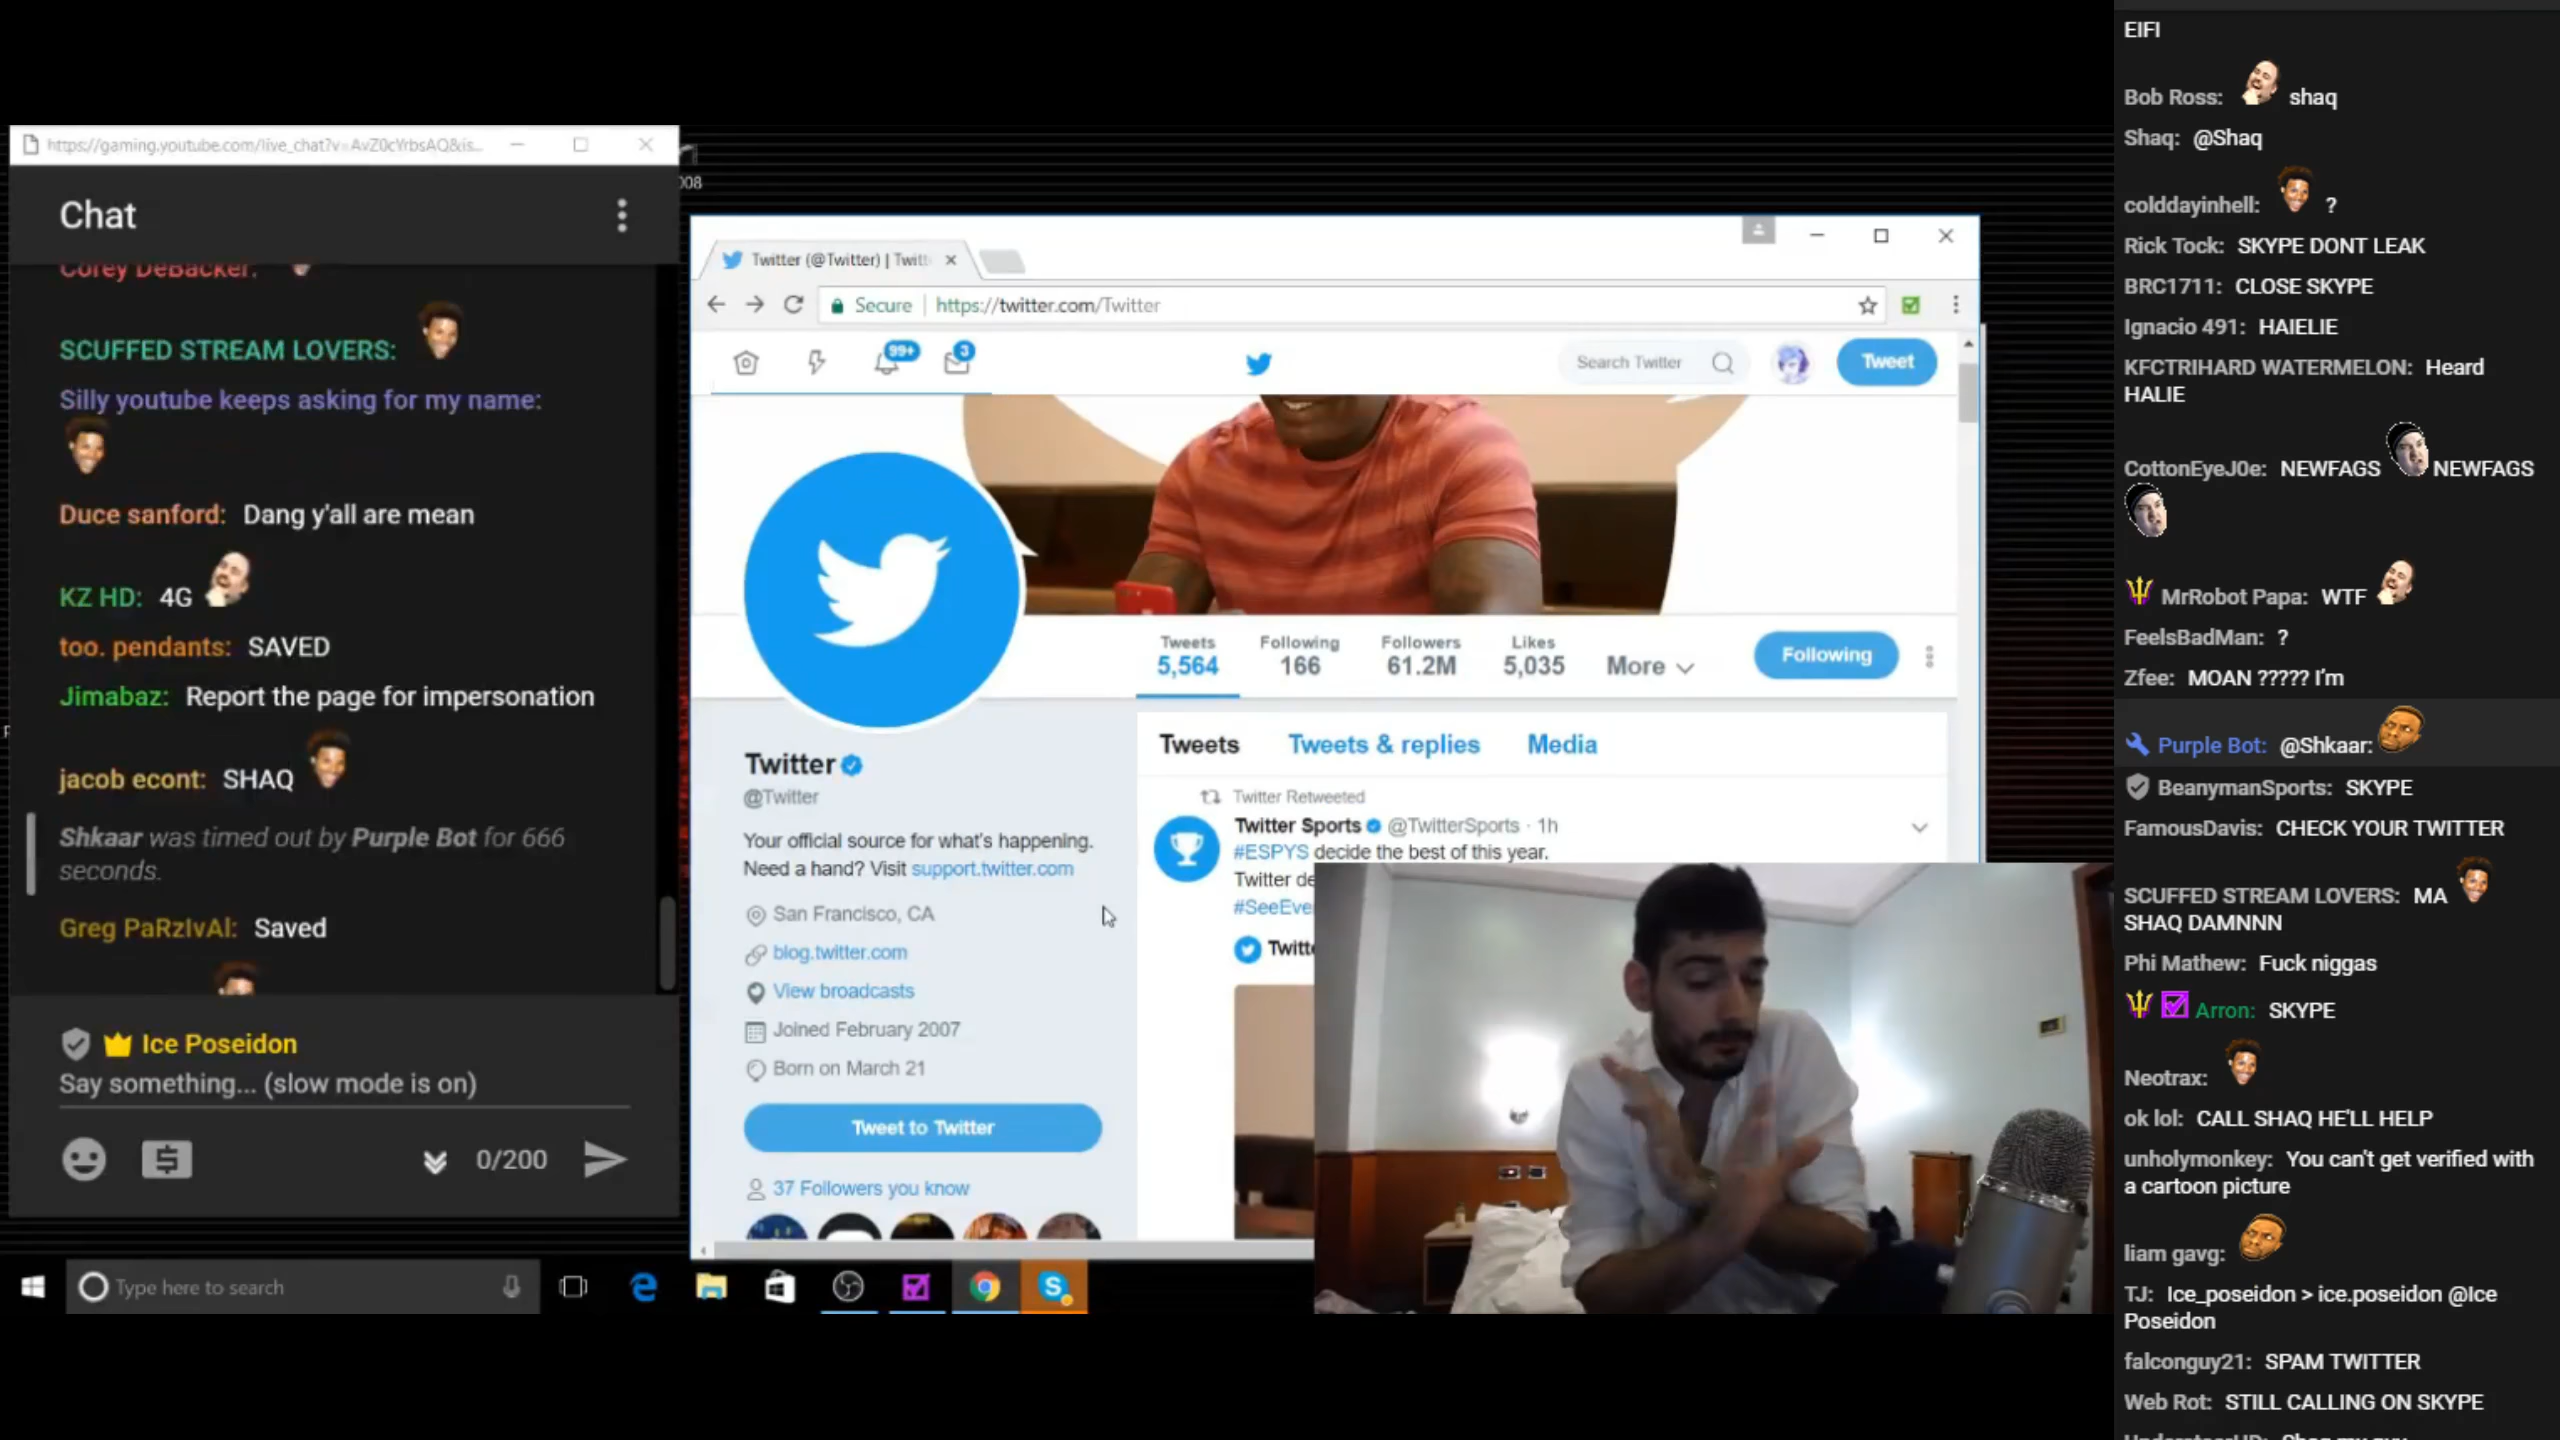 https://gaming.youtube.com/live_chat?v=AvZ0cYrbsAQ&is...
Chat
Corey DeBacker:
SCUFFED STREAM LOVERS:
Silly youtube keeps asking for my name:
Duce sanford: Dang y'all are mean
KZ HD: 4G
too. pendants: SAVED
Jimabaz: Report the page for impersonation
jacob econt: SHAQ
Shkaar was timed out by Purple Bot for 666
seconds.
Greg PaRzIvAl: Saved
Ice Poseidon
Say something... (slow mode is on)
0/200
Type here to search
008
Twitter (@Twitter) | Twitt
Secure | https://twitter.com/Twitter
99+
3
Search Twitter
Tweet
Tweets
5,564
Following
166
Followers
61.2M
Likes
5,035
More
Following
Twitter
@Twitter
Your official source for what's happening.
Need a hand? Visit support.twitter.com
San Francisco, CA
blog.twitter.com
View broadcasts
Joined February 2007
Born on March 21
Tweet to Twitter
37 Followers you know
Tweets
Tweets & replies
Media
Twitter Retweeted
Twitter Sports @TwitterSports · 1h
#ESPYS decide the best of this year.
Twitter de
#SeeEve
Twitte
EIFI
Bob Ross: shaq
Shaq: @Shaq
colddayinhell: ?
Rick Tock: SKYPE DONT LEAK
BRC1711: CLOSE SKYPE
Ignacio 491: HAIELIE
KFCTRIHARD WATERMELON: Heard
HALIE
CottonEyeJ0e: NEWFAGS NEWFAGS
MrRobot Papa: WTF
FeelsBadMan: ?
Zfee: MOAN ????? I'm
Purple Bot: @Shkaar:
BeanymanSports: SKYPE
FamousDavis: CHECK YOUR TWITTER
SCUFFED STREAM LOVERS: MA
SHAQ DAMNNN
Phi Mathew: Fuck niggas
Arron: SKYPE
Neotrax:
ok lol: CALL SHAQ HE'LL HELP
unholymonkey: You can't get verified with
a cartoon picture
liam gavg:
TJ: Ice_poseidon > ice.poseidon @Ice
Poseidon
falconguy21: SPAM TWITTER
Web Rot: STILL CALLING ON SKYPE